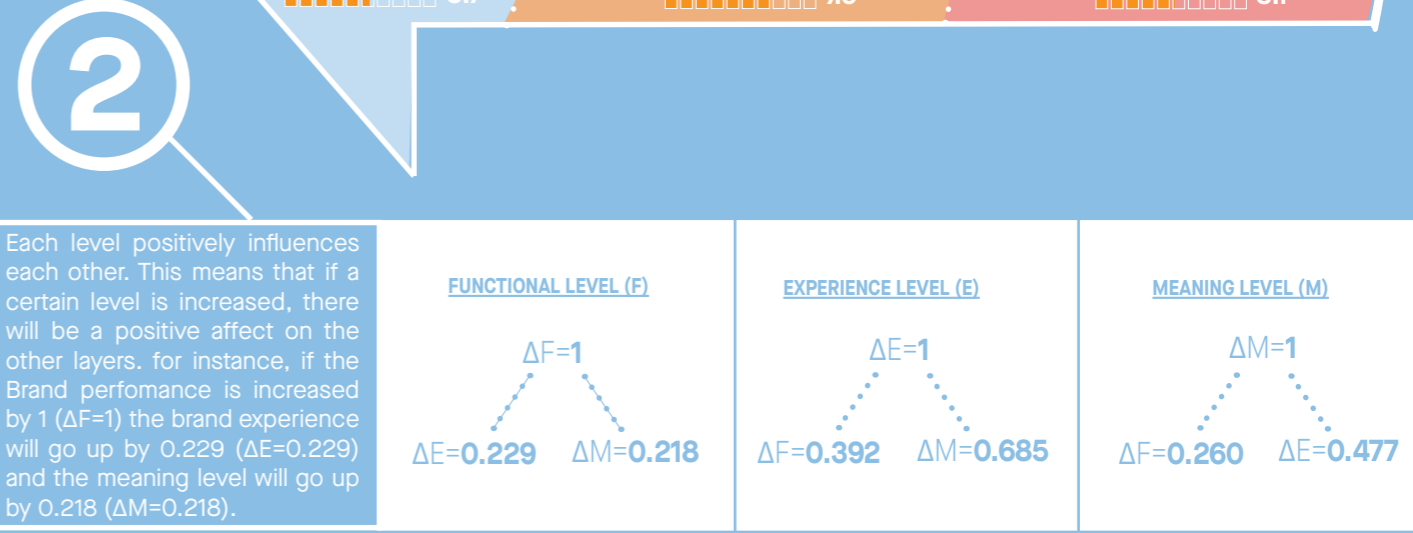 2
Each level positively influences
each other. This means that if a
certain level is increased, there
will be a positive affect on the
other layers. for instance, if the
Brand perfomance is increased
by 1 (ΔF=1) the brand experience
will go up by 0.229 (ΔE=0.229)
and the meaning level will go up
by 0.218 (ΔM=0.218).
FUNCTIONAL LEVEL (F)
ΔF=1
ΔE=0.229 ΔM=0.218
EXPERIENCE LEVEL (E)
ΔE=1
ΔF=0.392 ΔM=0.685
MEANING LEVEL (M)
ΔM=1
ΔF=0.260 ΔE=0.477